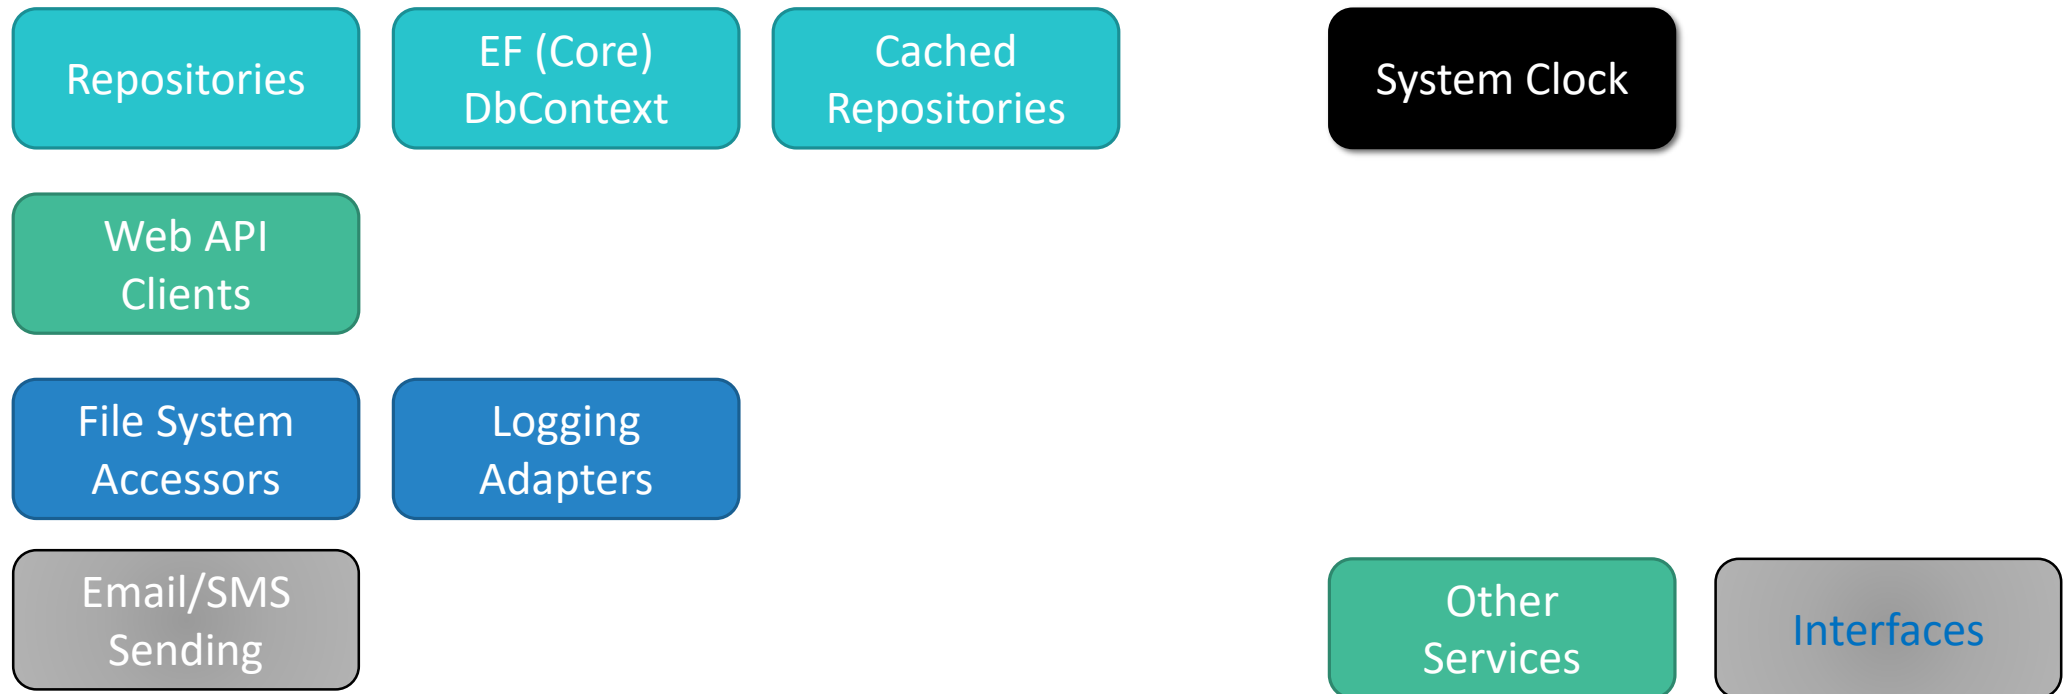 Repositories
EF (Core)
DbContext
Cached
Repositories
System Clock
Web API
Clients
File System
Accessors
Logging
Adapters
Email/SMS
Sending
Other
Services
Interfaces